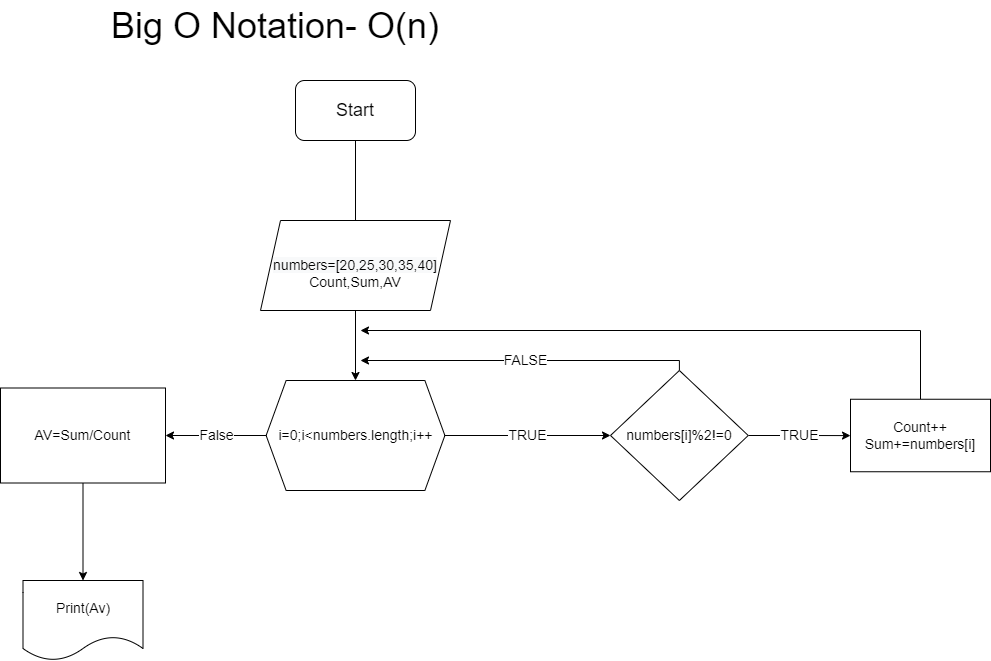 Big O Notation- O(n)
Start
numbers=[20,25,30,35,40]
Count,Sum,AV
FALSE
AV=Sum/Count
False
i=0;i<numbers.length;i++
TRUE
numbers[i]%2!=0
TRUE
Count++
Sum+=numbers[i]
Print(Av)